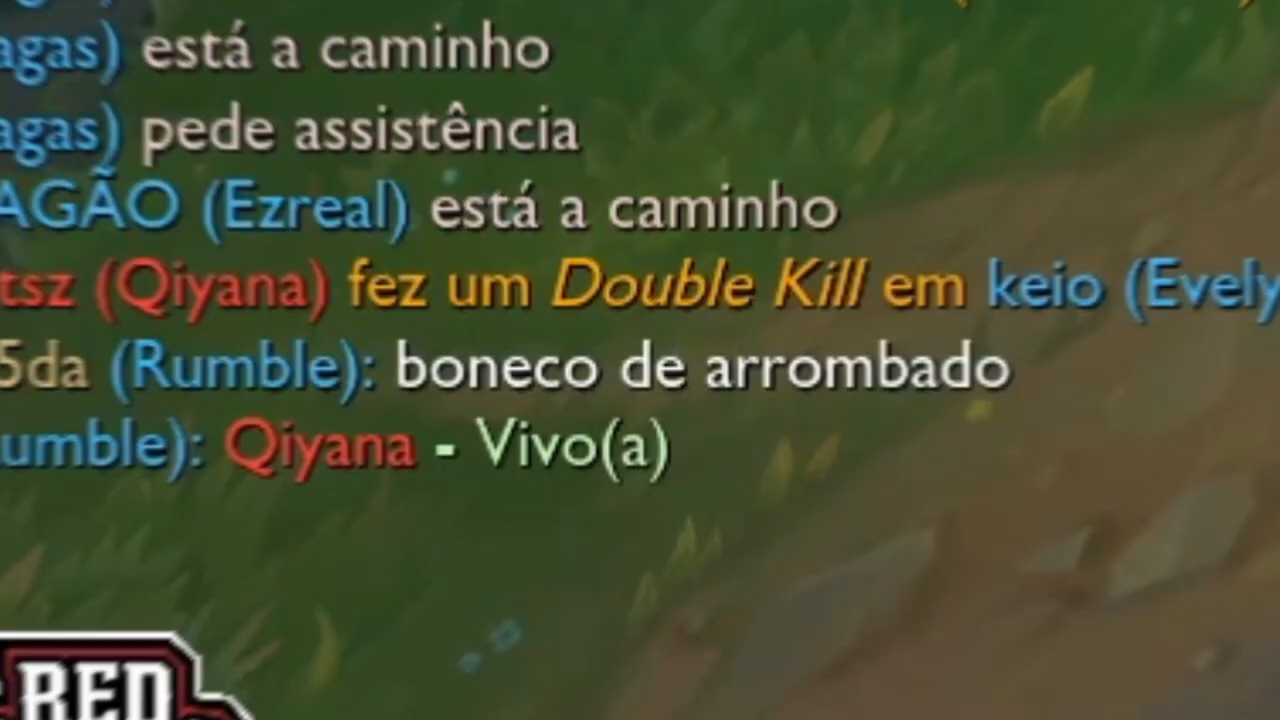 agas) está a caminho
agas) pede assistência
AGÃO (Ezreal) está a caminho
tsz (Qiyana) fez um Double Kill em keio (Evely
5da (Rumble): boneco de arrombado
umble): Qiyana - Vivo(a)
RED